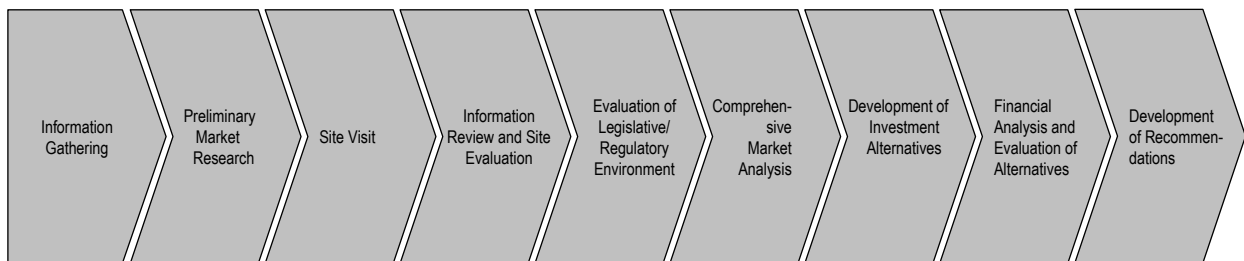 Information
Gathering
Preliminary
Market
Research
Site Visit
Information
Review and Site
Evaluation
Evaluation of
Legislative/
Regulatory
Environment
Comprehen-
sive
Market
Analysis
Development of
Investment
Alternatives
Financial
Analysis and
Evaluation of
Alternatives
Development
of Recommen-
dations